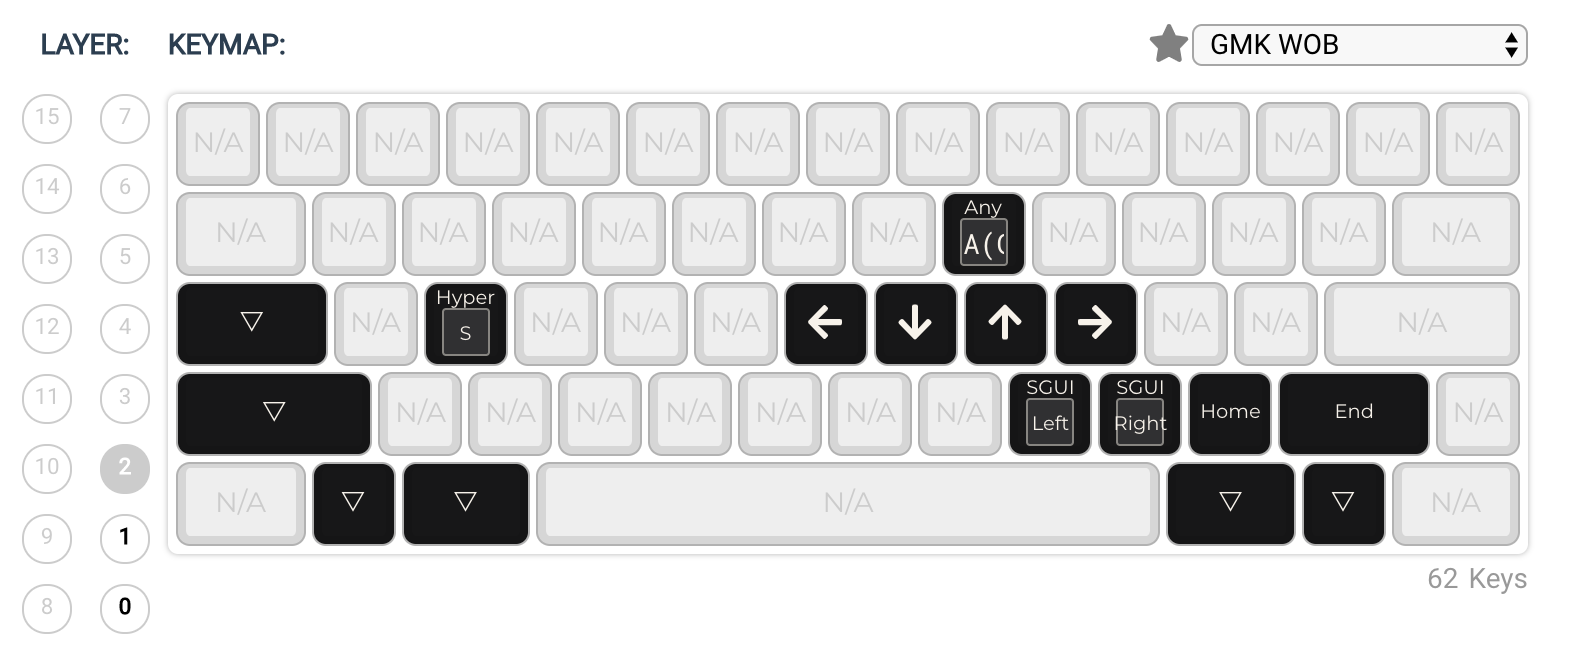 LAYER: KEYMAP: GMK WOB
15 7 N/A N/A N/A N/A N/A N/A N/A N/A N/A N/A N/A N/A N/A N/A N/A
14 6 N/A N/A N/A N/A N/A N/A N/A N/A Any N/A N/A N/A N/A N/A
A((
13 5
12 4 ▽ N/A Hyper N/A N/A N/A ← ↓ ↑ → N/A N/A N/A
S
11 3 ▽ N/A N/A N/A N/A N/A N/A N/A SGUI SGUI Home End N/A
Left Right
10 2 N/A ▽ ▽ N/A ▽ ▽ N/A
9 1
62 Keys
8 0